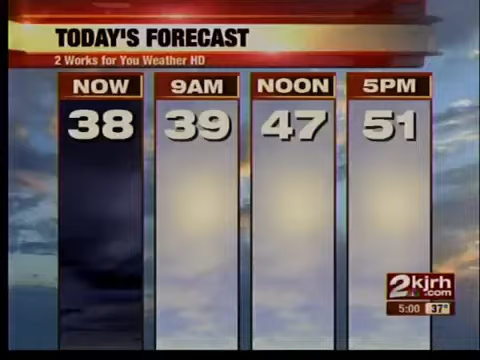 TODAY'S FORECAST
2 Works for You Weather HD
NOW 9AM NOON 5PM
38 39 47 51
2kjrh
.com
5:00 37°